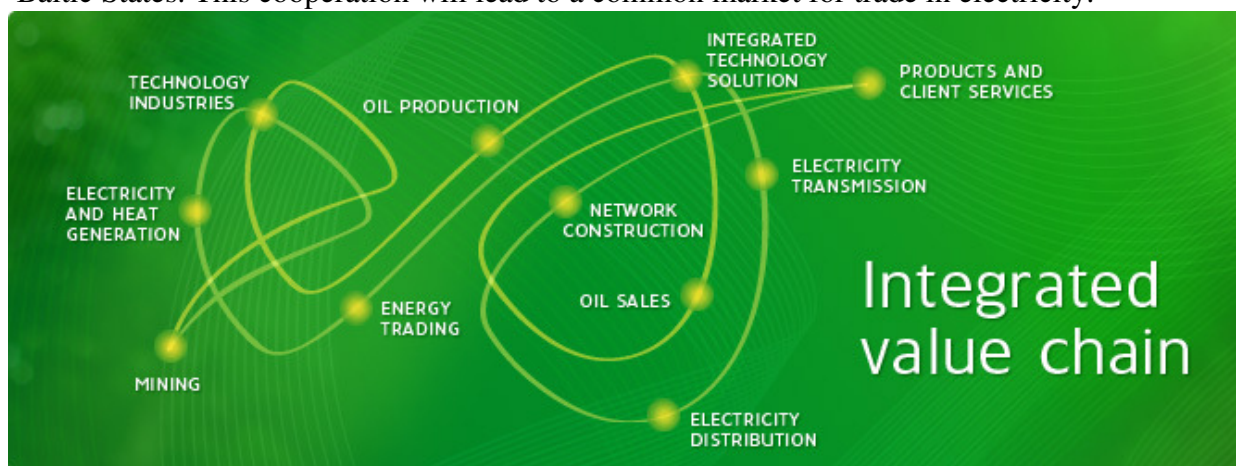 Baltic States. This cooperation will lead to a common market for trade in electricity.
TECHNOLOGY
INDUSTRIES
OIL PRODUCTION
INTEGRATED
TECHNOLOGY
SOLUTION
PRODUCTS AND
CLIENT SERVICES
ELECTRICITY
AND HEAT
GENERATION
NETWORK
CONSTRUCTION
ELECTRICITY
TRANSMISSION
ENERGY
TRADING
OIL SALES
Integrated
value chain
MINING
ELECTRICITY
DISTRIBUTION